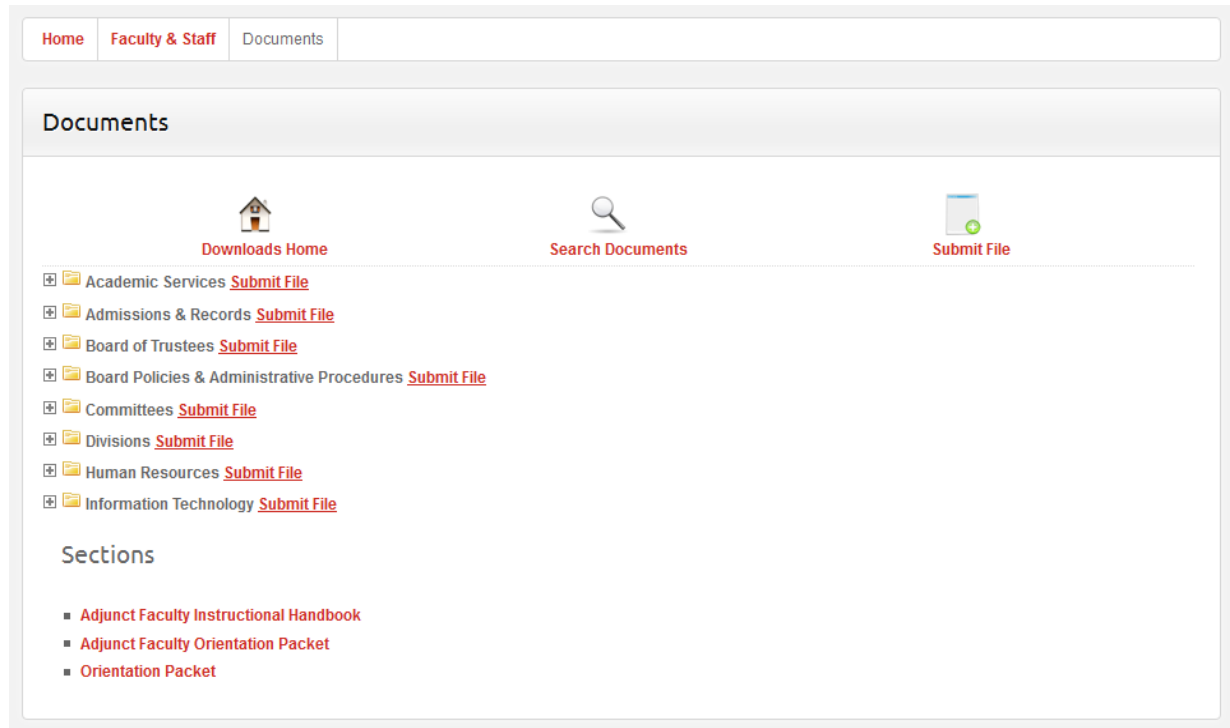 Home Faculty & Staff Documents
Documents
Downloads Home Search Documents Submit File
Academic Services Submit File
Admissions & Records Submit File
Board of Trustees Submit File
Board Policies & Administrative Procedures Submit File
Committees Submit File
Divisions Submit File
Human Resources Submit File
Information Technology Submit File
Sections
Adjunct Faculty Instructional Handbook
Adjunct Faculty Orientation Packet
Orientation Packet